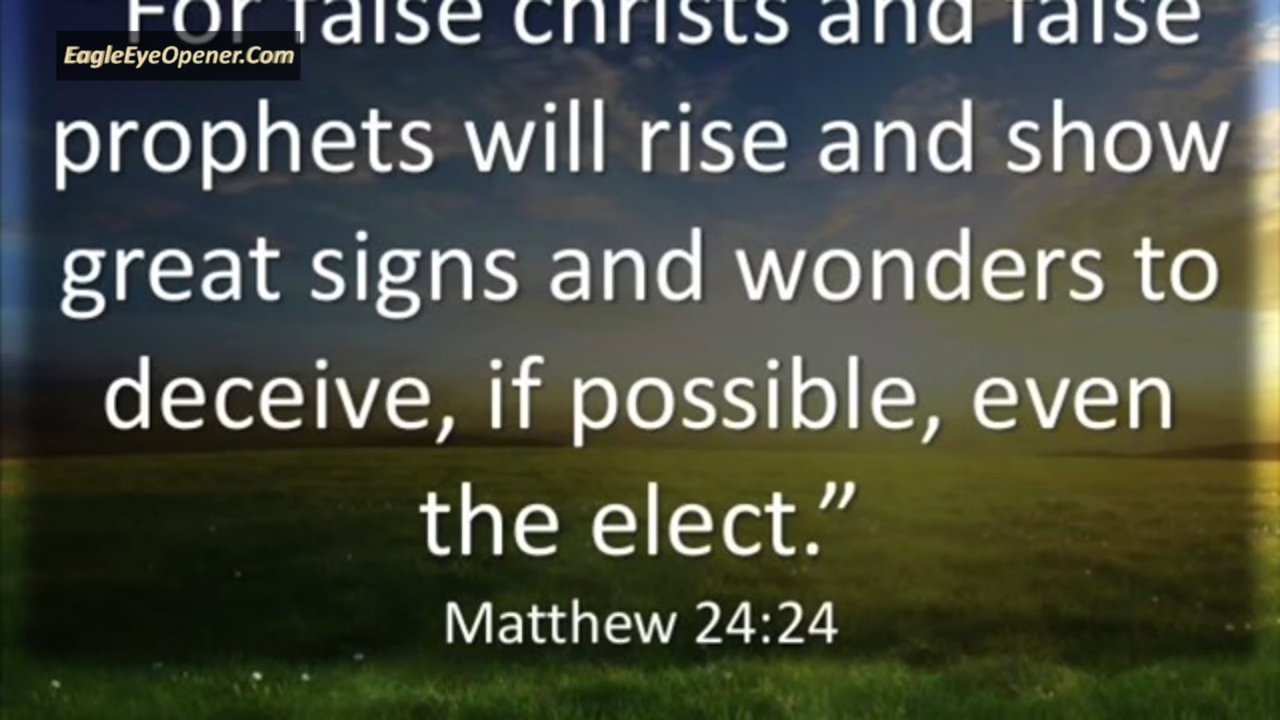 For false christs and false
EagleEyeOpener.Com
prophets will rise and show
great signs and wonders to
deceive, if possible, even
the elect.”
Matthew 24:24